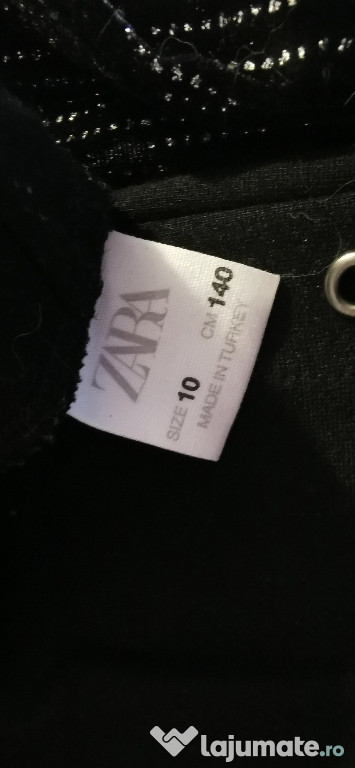 ZARA
SIZE 10 CM 140
MADE IN TURKEY
lajumate.ro